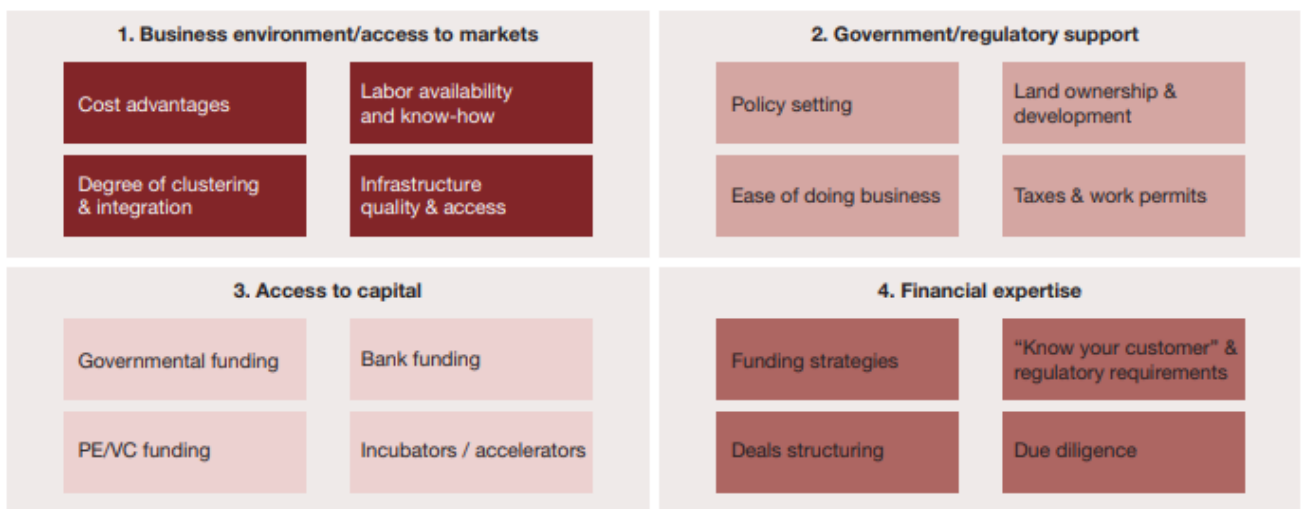 1. Business environment/access to markets
Cost advantages
Labor availability
and know-how
Degree of clustering
& integration
Infrastructure
quality & access
2. Government/regulatory support
Policy setting
Land ownership &
development
Ease of doing business
Taxes & work permits
3. Access to capital
Governmental funding
Bank funding
PE/VC funding
Incubators / accelerators
4. Financial expertise
Funding strategies
“Know your customer” &
regulatory requirements
Deals structuring
Due diligence